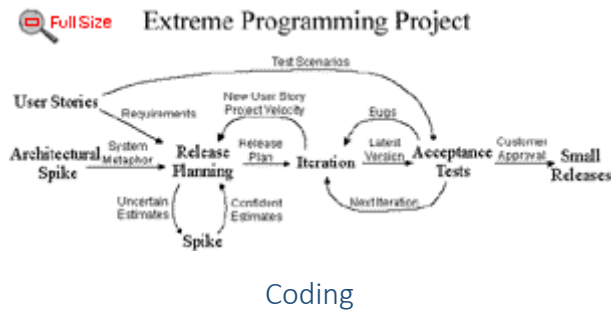 Full Size
Extreme Programming Project
Test Scenarios
User Stories
Requirements
New User Story
Project Velocity
Bugs
Architectural
Spike
System
Metaphor
Release
Planning
Release
Plan
Iteration
Latest
Version
Acceptance
Tests
Customer
Approval
Small
Releases
Uncertain
Estimates
Confident
Estimates
Next Iteration
Spike
Coding